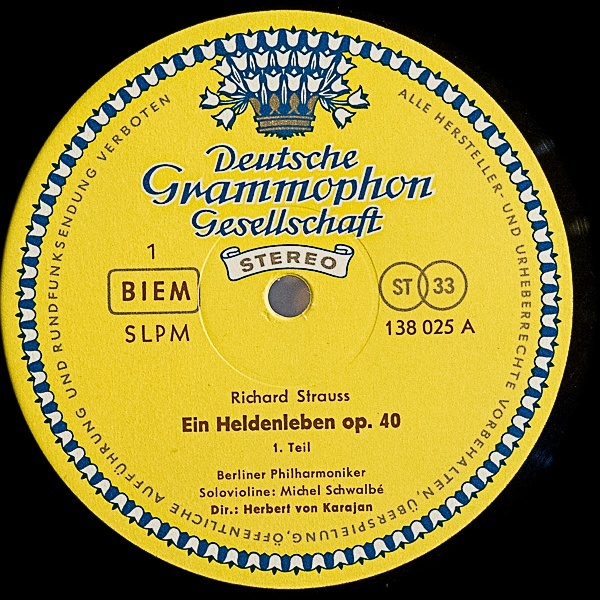 ALLE HERSTELLER- UND URHEBERRECHTE VORBEHALTEN, ÜBERSPIELUNG, ÖFFENTLICHE AUFFÜHRUNG UND RUNDFUNKSENDUNG VERBOTEN
Deutsche
Grammophon
Gesellschaft
STEREO
1
BIEM
SLPM
ST 33
138 025 A
Richard Strauss
Ein Heldenleben op. 40
1. Teil
Berliner Philharmoniker
Solovioline: Michel Schwalbé
Dir.: Herbert von Karajan